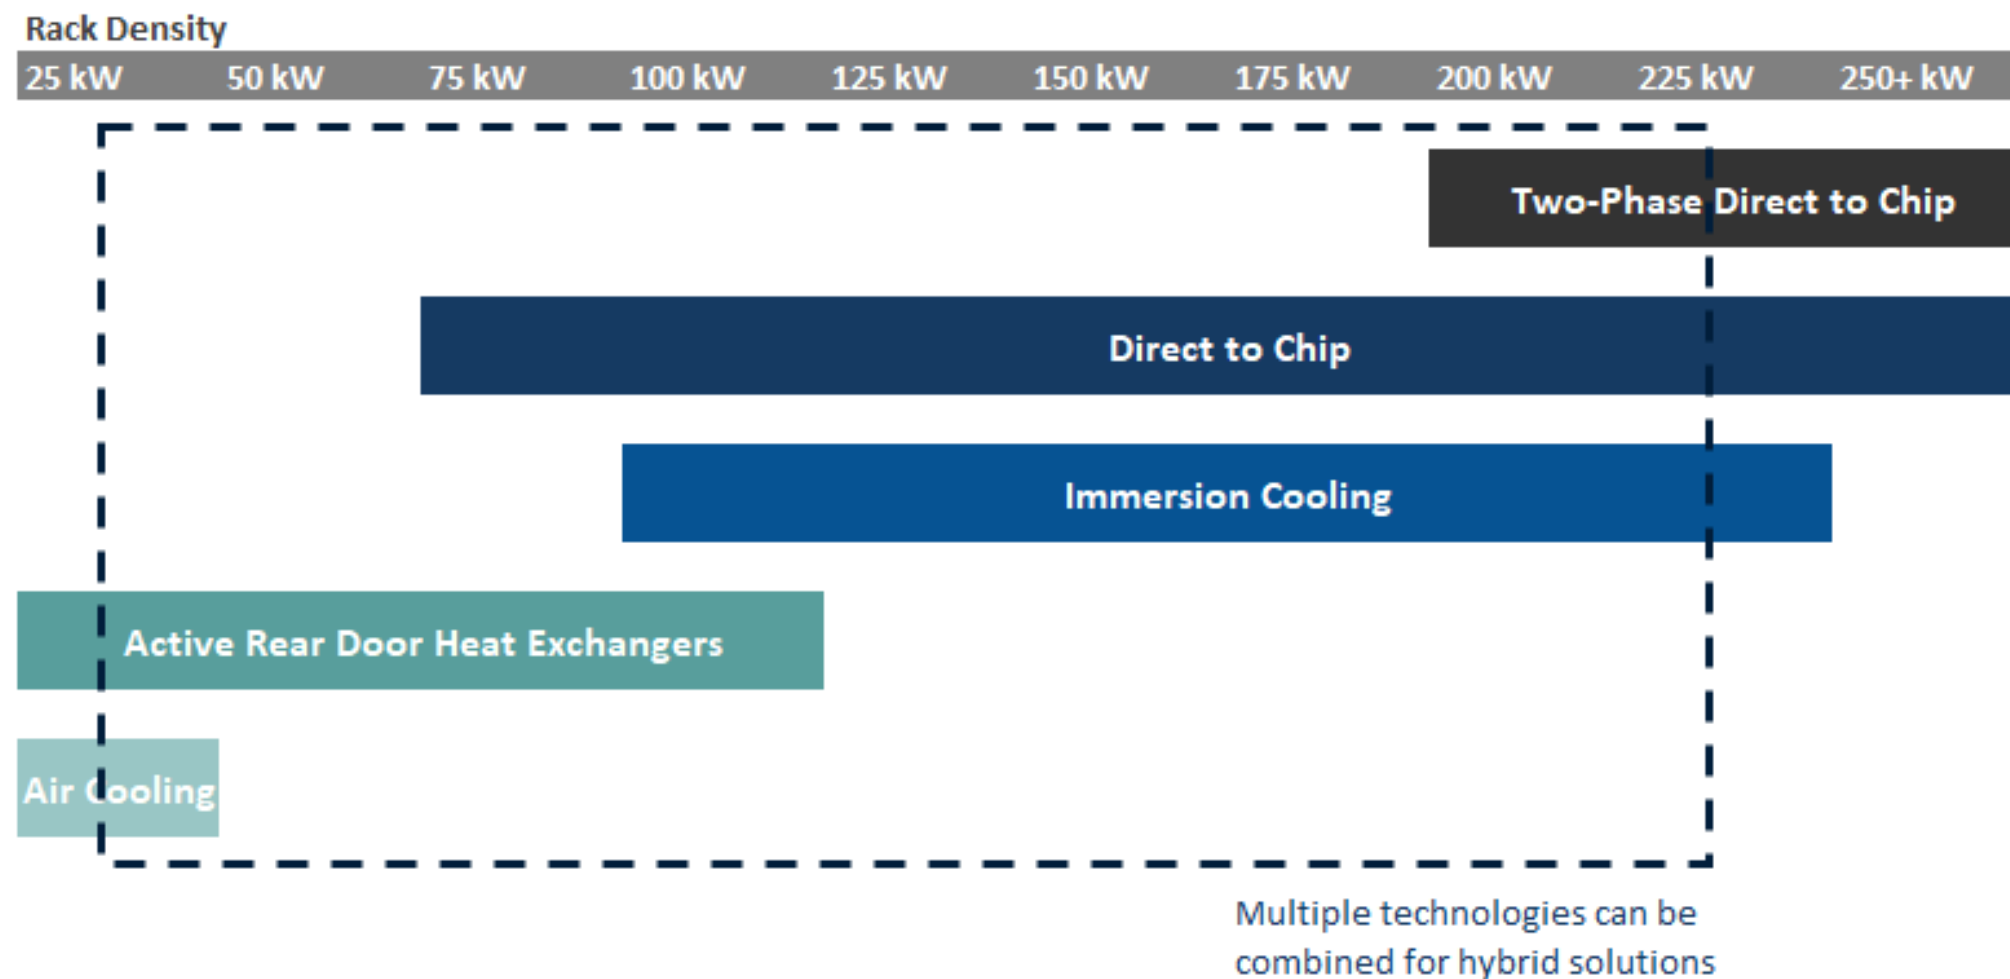 Rack Density
25 kW 50 kW 75 kW 100 kW 125 kW 150 kW 175 kW 200 kW 225 kW 250+ kW
Two-Phase Direct to Chip
Direct to Chip
Immersion Cooling
Active Rear Door Heat Exchangers
Air Cooling
Multiple technologies can be
combined for hybrid solutions